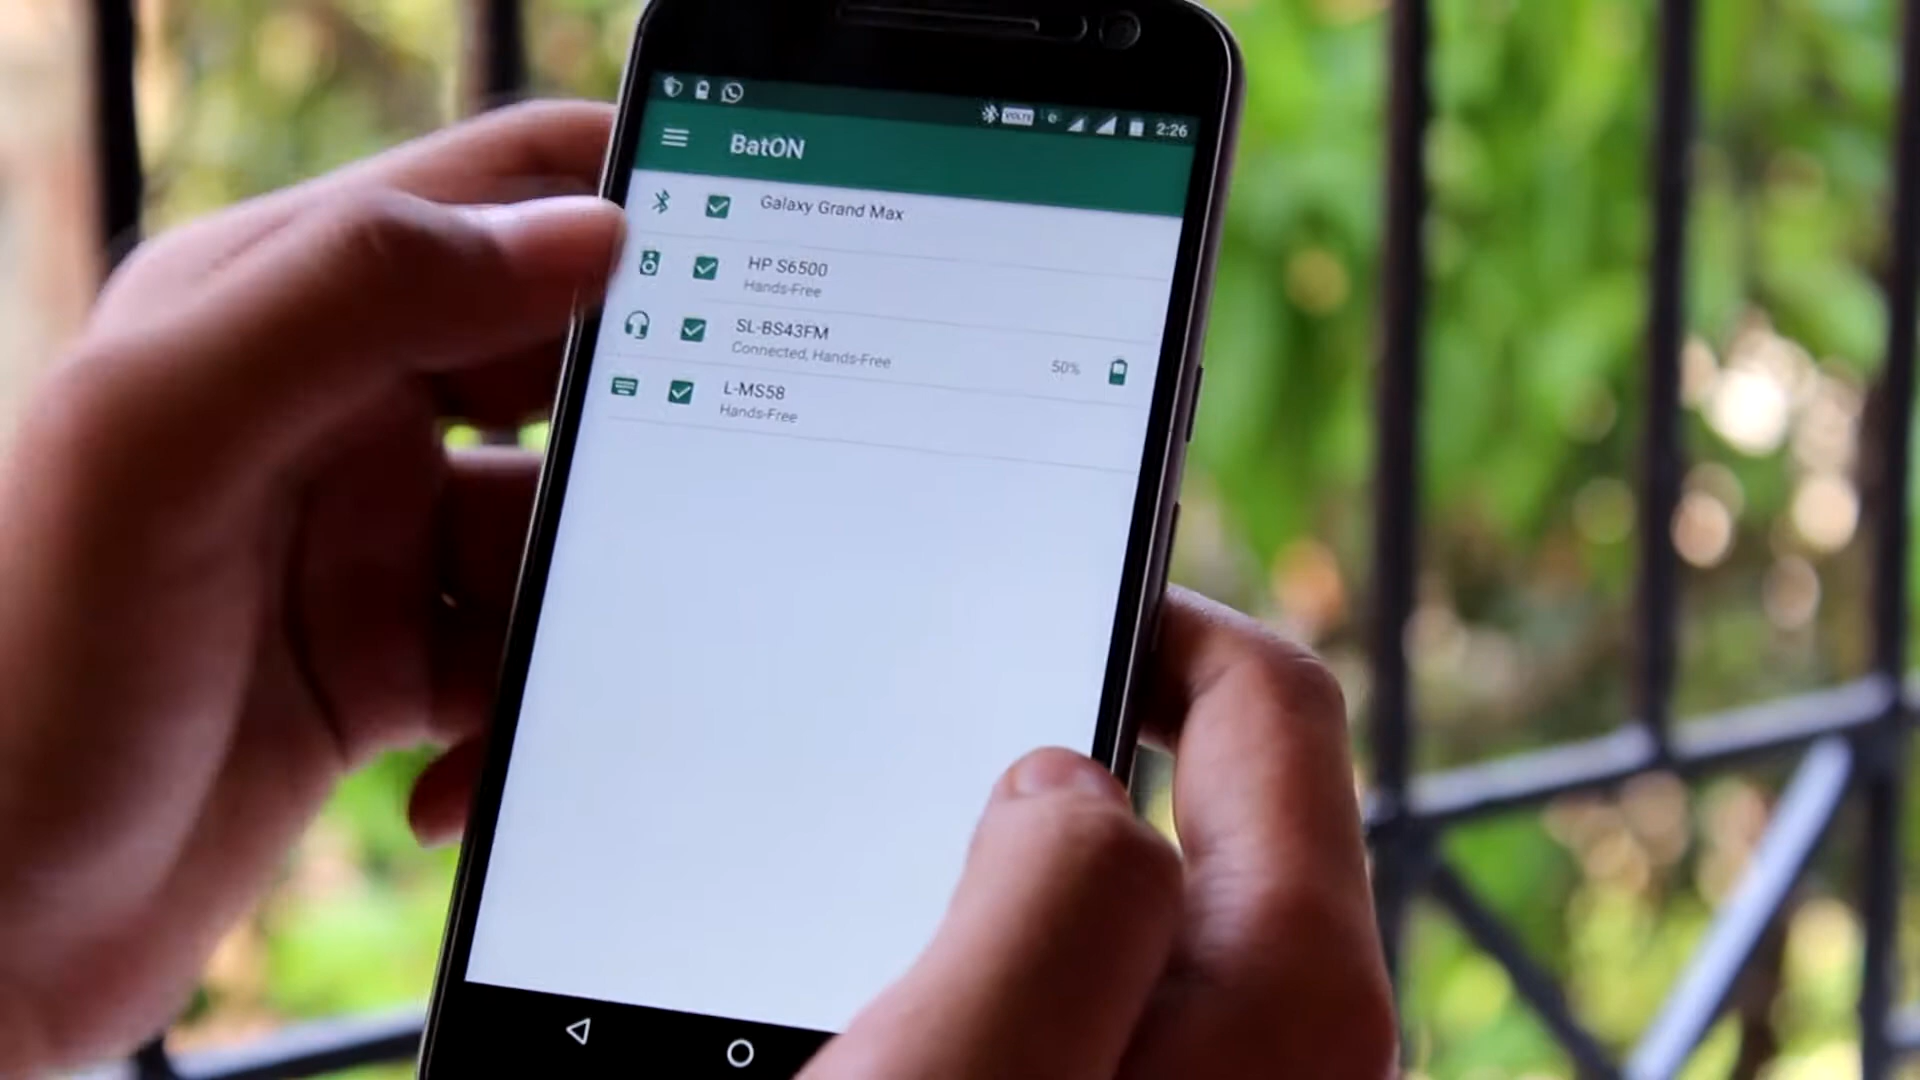 VOLTE 2:26
BatON
Galaxy Grand Max
HP S6500
Hands-Free
SL-BS43FM
Connected, Hands-Free
50%
L-MS58
Hands-Free